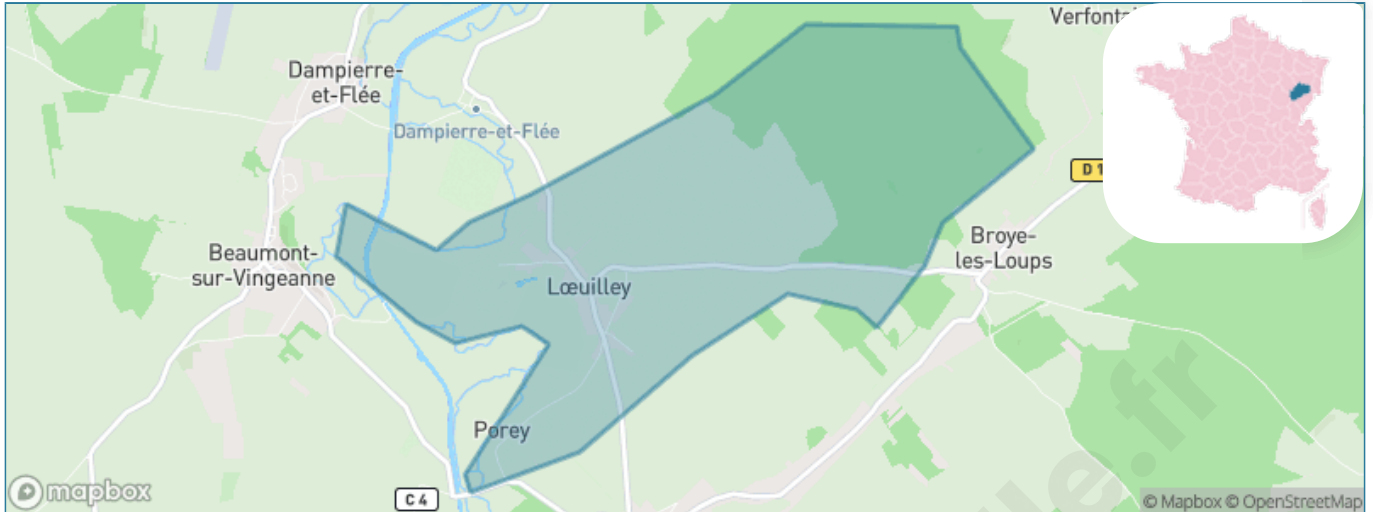 Verfont
Dampierre-
et-Flée
Dampierre-et-Flée
D 1
Beaumont-
sur-Vingeanne
Broye-
les-Loups
Lœuilley
Porey
C 4
mapbox
© Mapbox © OpenStreetMap